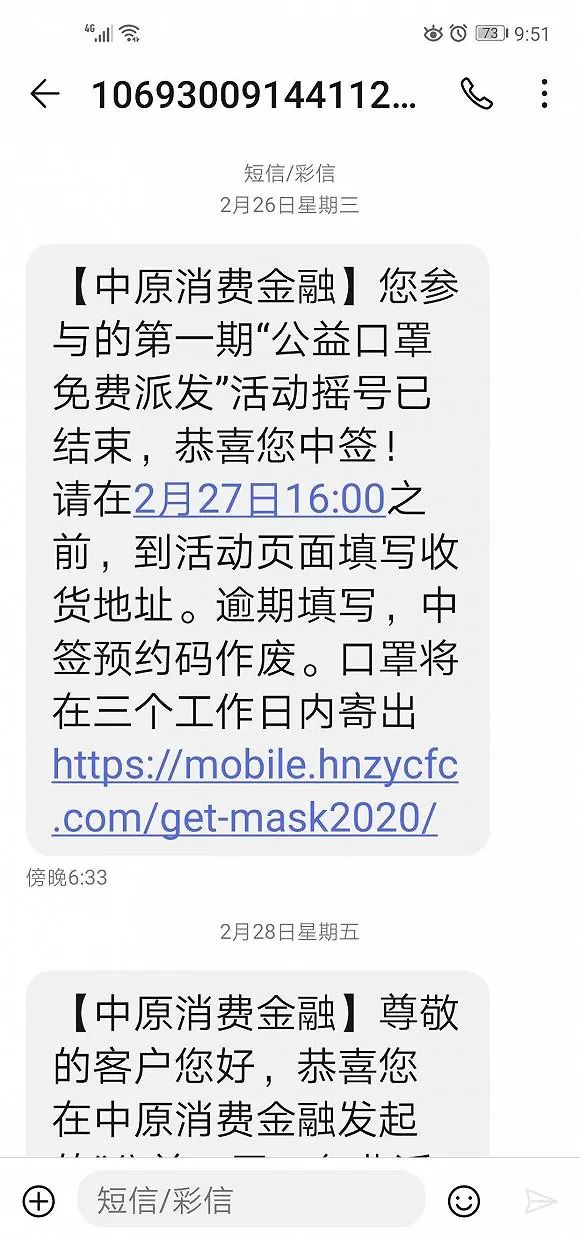 4G 73 9:51
10693009144112...
短信/彩信
2月26日星期三
【中原消费金融】您参
与的第一期“公益口罩
免费派发”活动摇号已
结束，恭喜您中签！
请在2月27日16:00之
前，到活动页面填写收
货地址。逾期填写，中
签预约码作废。口罩将
在三个工作日内寄出
https://mobile.hnzycfc
.com/get-mask2020/
傍晚6:33
2月28日星期五
【中原消费金融】尊敬
的客户您好，恭喜您
在中原消费金融发起
短信/彩信